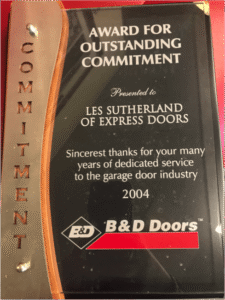 COMMITMENT
AWARD FOR
OUTSTANDING
COMMITMENT
Presented to
LES SUTHERLAND
OF EXPRESS DOORS
Sincerest thanks for your many
years of dedicated service
to the garage door industry
2004
B&D B&D Doors™